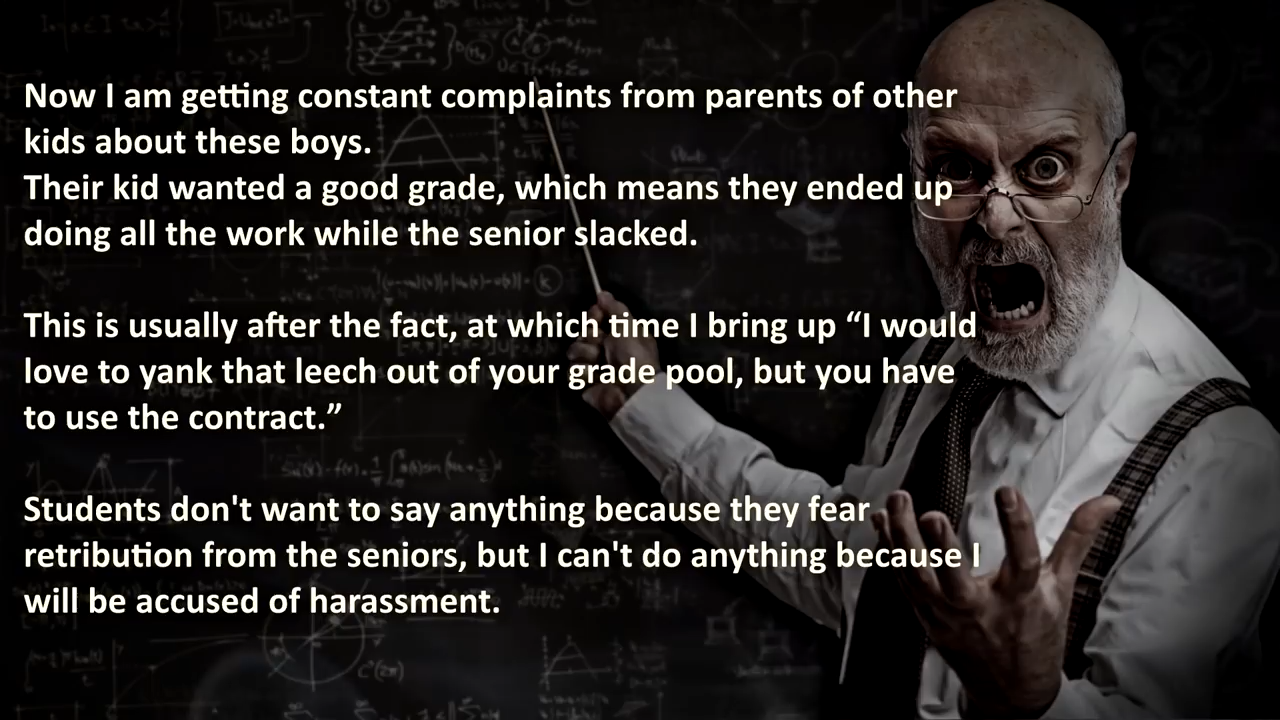 Now I am getting constant complaints from parents of other
kids about these boys.
Their kid wanted a good grade, which means they ended up
doing all the work while the senior slacked.
This is usually after the fact, at which time I bring up “I would
love to yank that leech out of your grade pool, but you have
to use the contract.”
Students don't want to say anything because they fear
retribution from the seniors, but I can't do anything because I
will be accused of harassment.